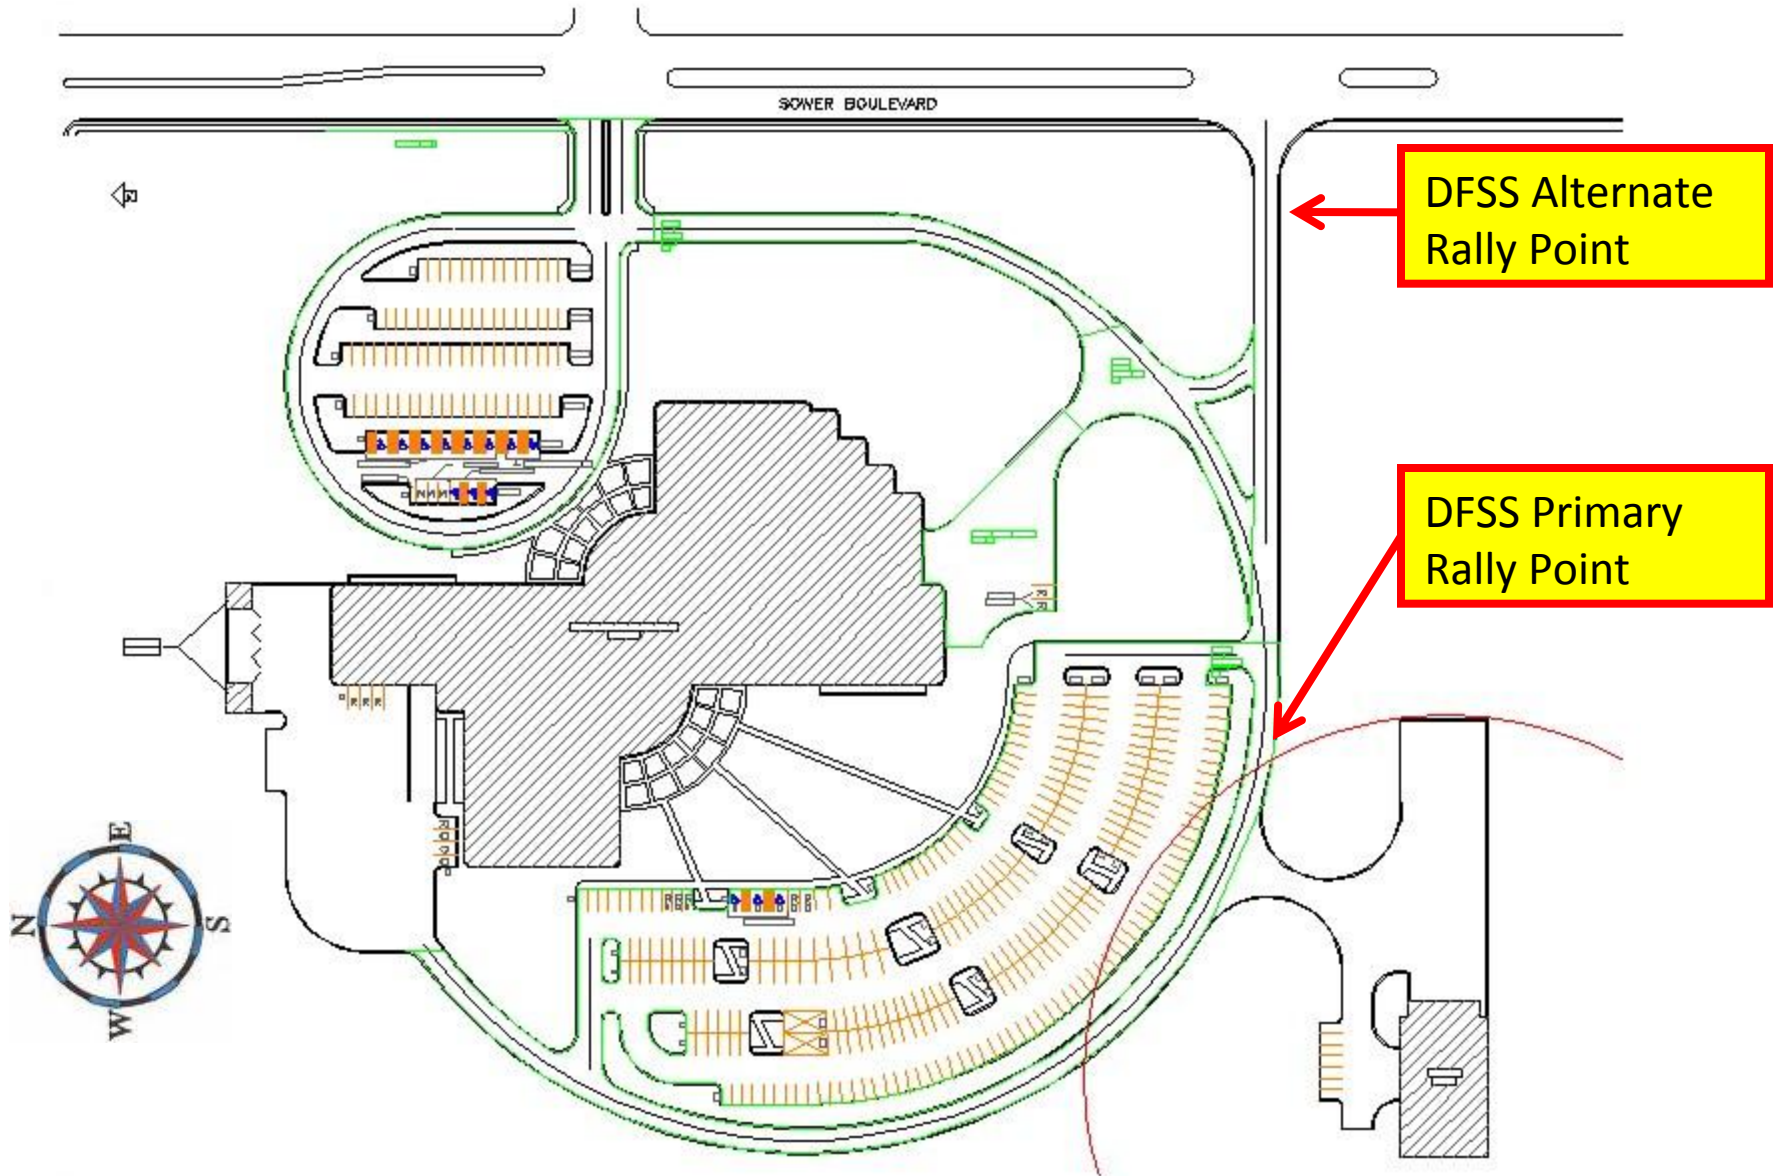 SOWER BOULEVARD
DFSS Alternate
Rally Point
N
DFSS Primary
Rally Point
E
N
S
W